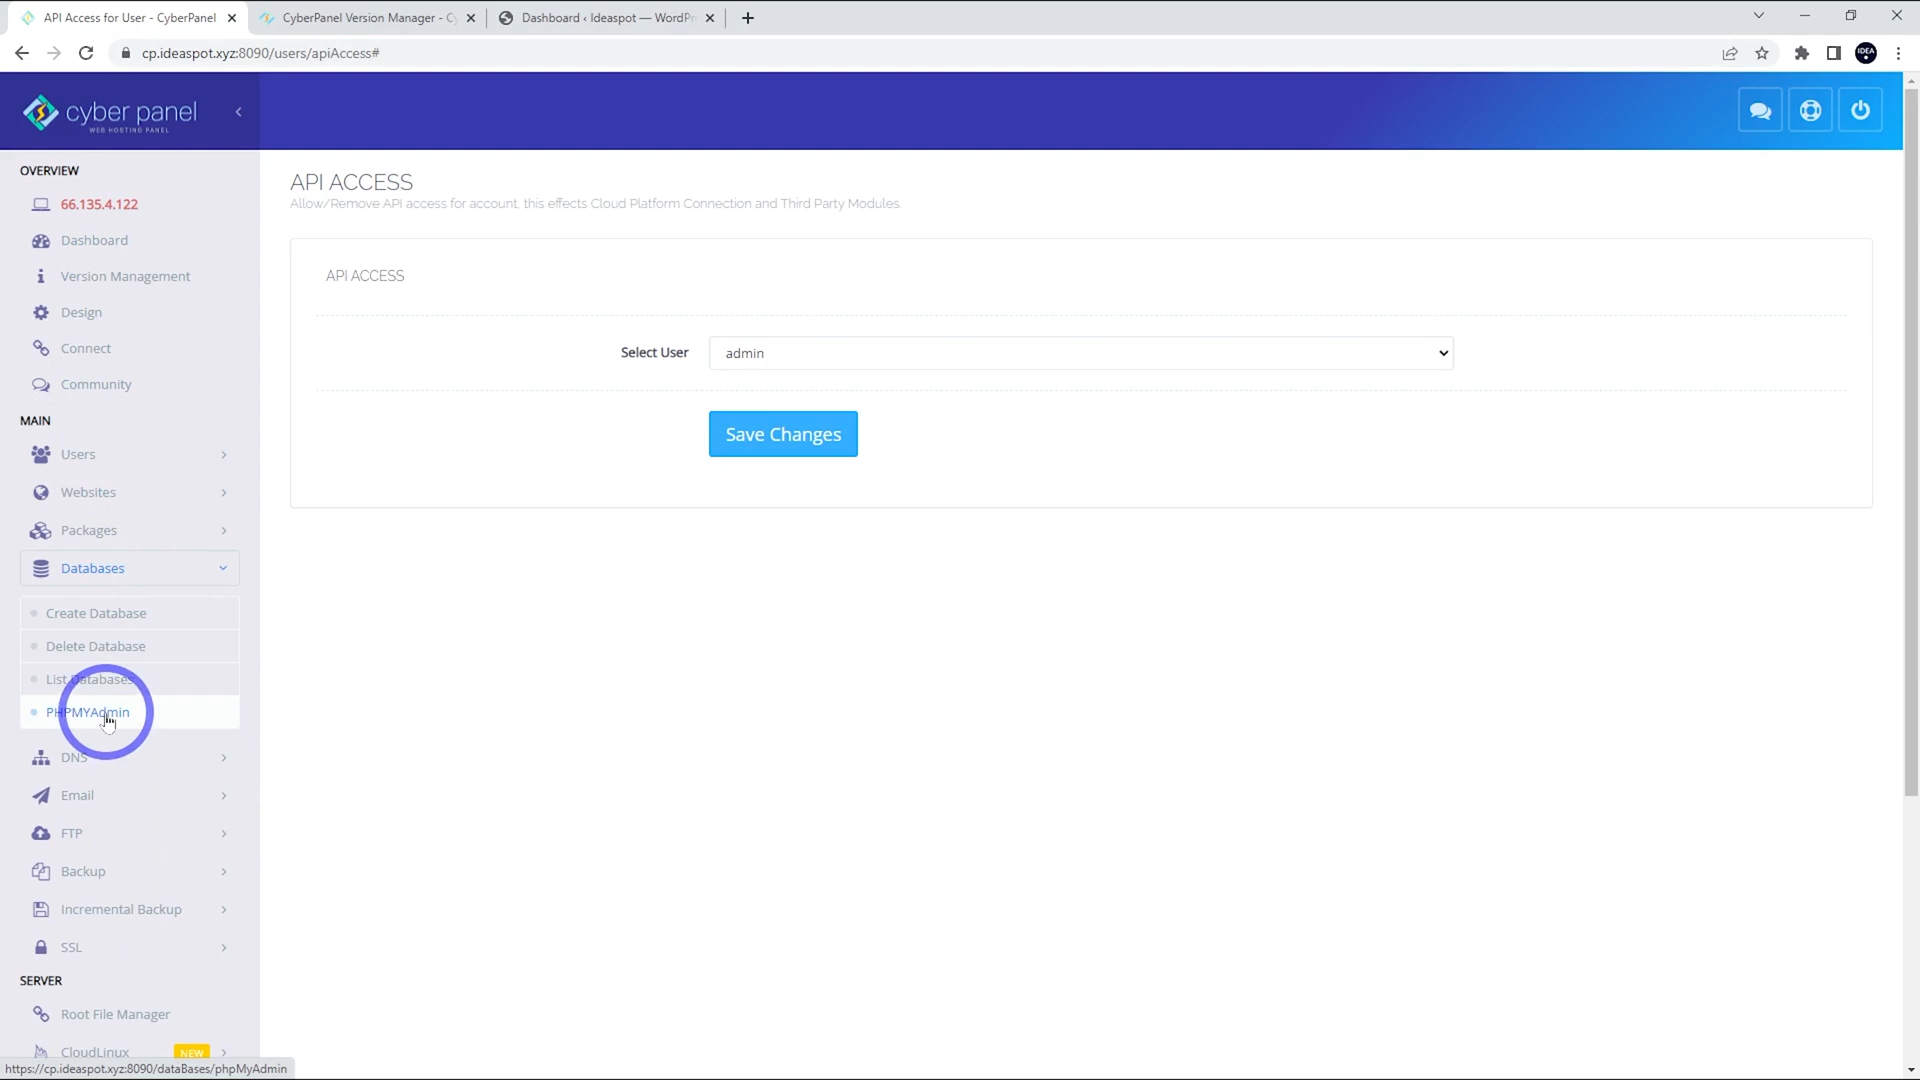 API Access for User - CyberPanel
CyberPanel Version Manager - Cy
Dashboard ‹ Ideaspot — WordPr
cp.ideaspot.xyz:8090/users/apiAccess#
IDEA
cyber panel
WEB HOSTING PANEL
OVERVIEW
66.135.4.122
Dashboard
Version Management
Design
Connect
Community
MAIN
Users
Websites
Packages
Databases
Create Database
Delete Database
List Databases
PHPMYAdmin
DNS
Email
FTP
Backup
Incremental Backup
SSL
SERVER
Root File Manager
CloudLinux NEW
https://cp.ideaspot.xyz:8090/dataBases/phpMyAdmin
API ACCESS
Allow/Remove API access for account, this effects Cloud Platform Connection and Third Party Modules.
API ACCESS
Select User admin
Save Changes